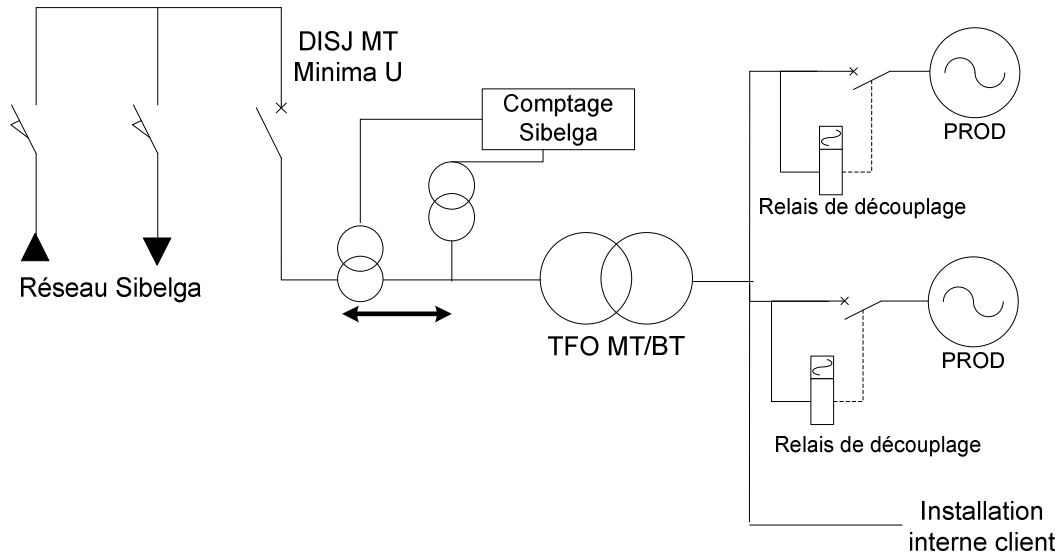 DISJ MT
Minima U
Comptage
Sibelga
PROD
Relais de découplage
Réseau Sibelga
TFO MT/BT
PROD
Relais de découplage
Installation
interne client